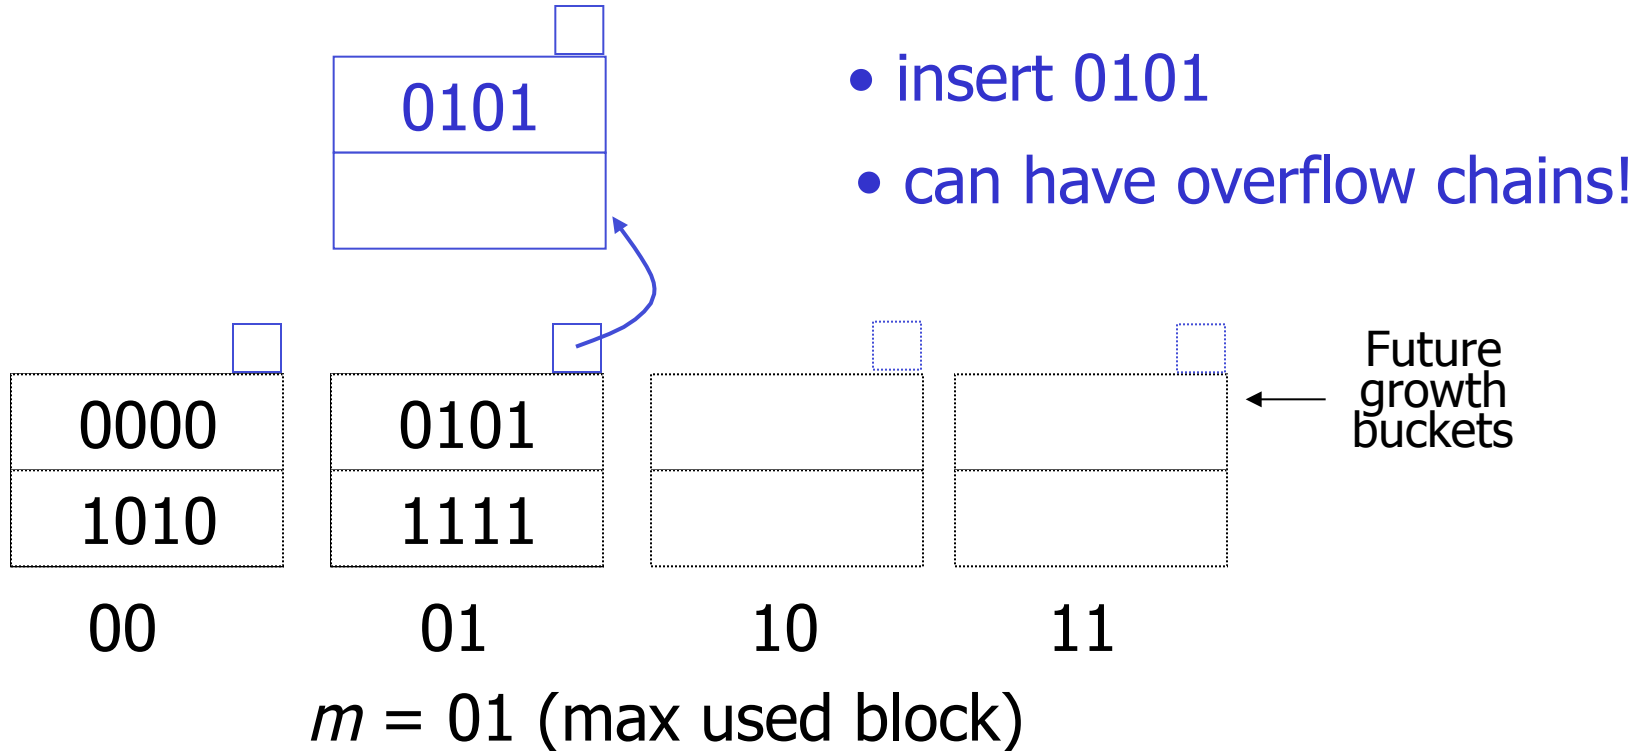 0101
• insert 0101
• can have overflow chains!
0000
1010
0101
1111
Future
growth
buckets
00 01 10 11
m = 01 (max used block)